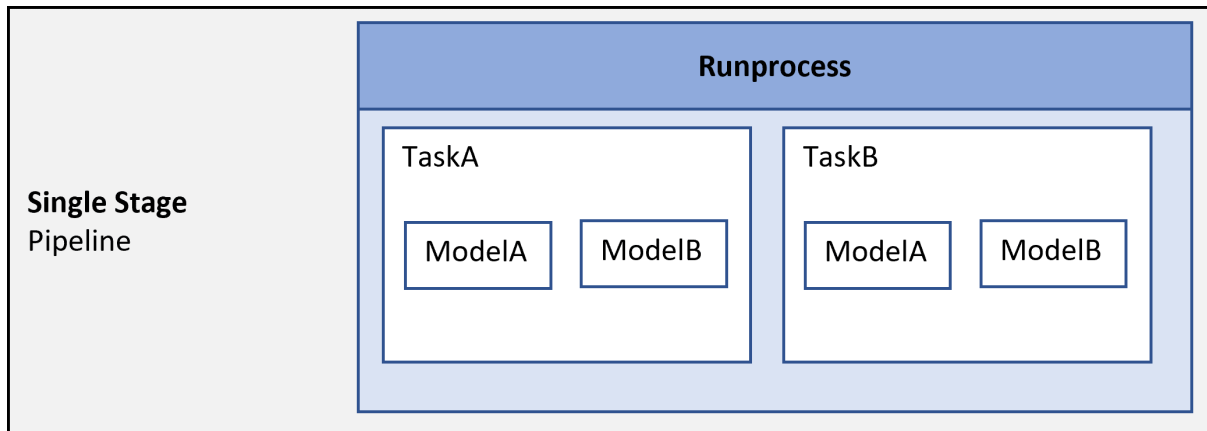 Runprocess
TaskA
TaskB
Single Stage
Pipeline
ModelA
ModelB
ModelA
ModelB